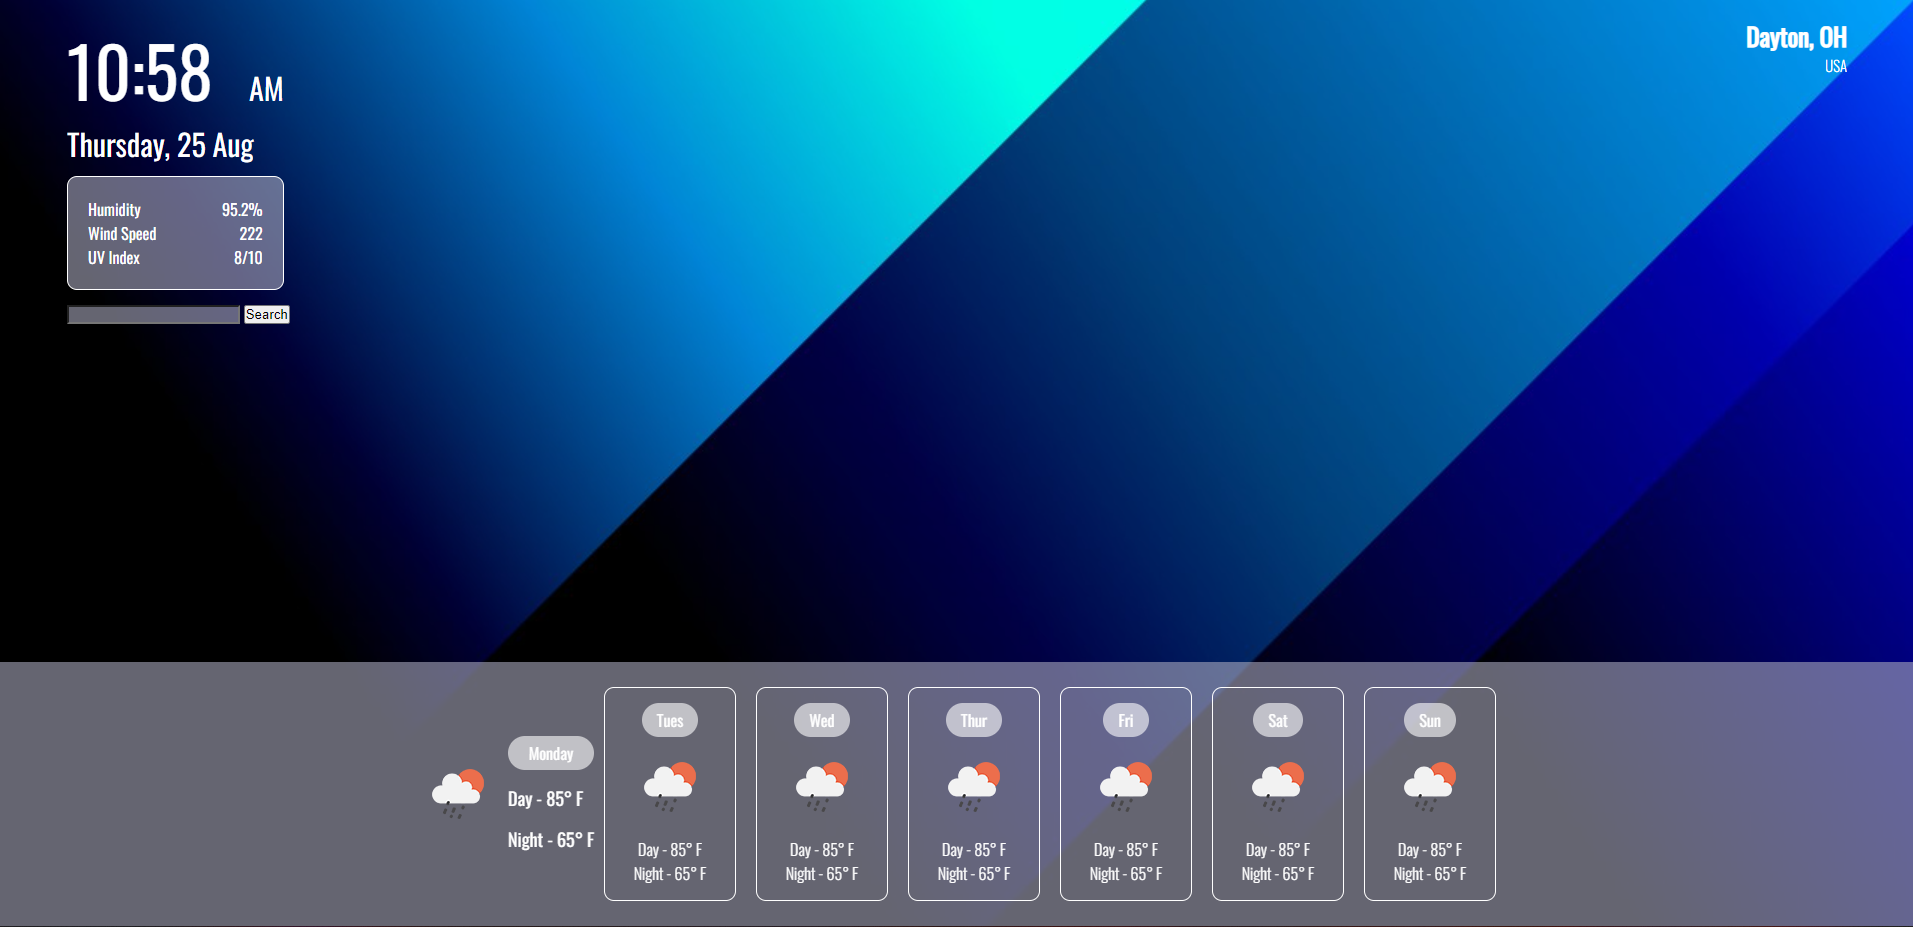 10:58 AM
Thursday, 25 Aug
Humidity 95.2%
Wind Speed 222
UV Index 8/10
Search
Dayton, OH
USA
Monday
Day - 85° F
Night - 65° F
Tues
Day - 85° F
Night - 65° F
Wed
Day - 85° F
Night - 65° F
Thur
Day - 85° F
Night - 65° F
Fri
Day - 85° F
Night - 65° F
Sat
Day - 85° F
Night - 65° F
Sun
Day - 85° F
Night - 65° F